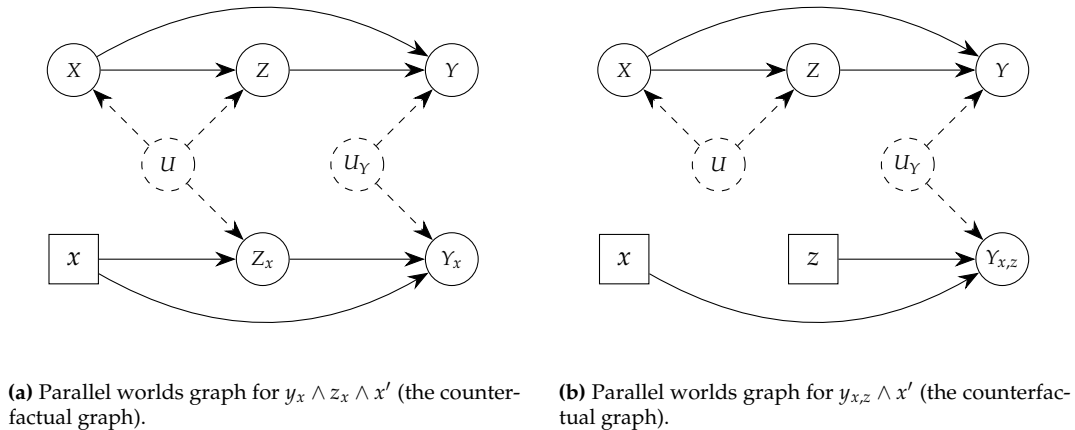 X Z Y
U U_Y
x Z_x Y_x
(a) Parallel worlds graph for y_x ∧ z_x ∧ x′ (the counter-
factual graph).
X Z Y
U U_Y
x z Y_{x,z}
(b) Parallel worlds graph for y_{x,z} ∧ x′ (the counterfac-
tual graph).